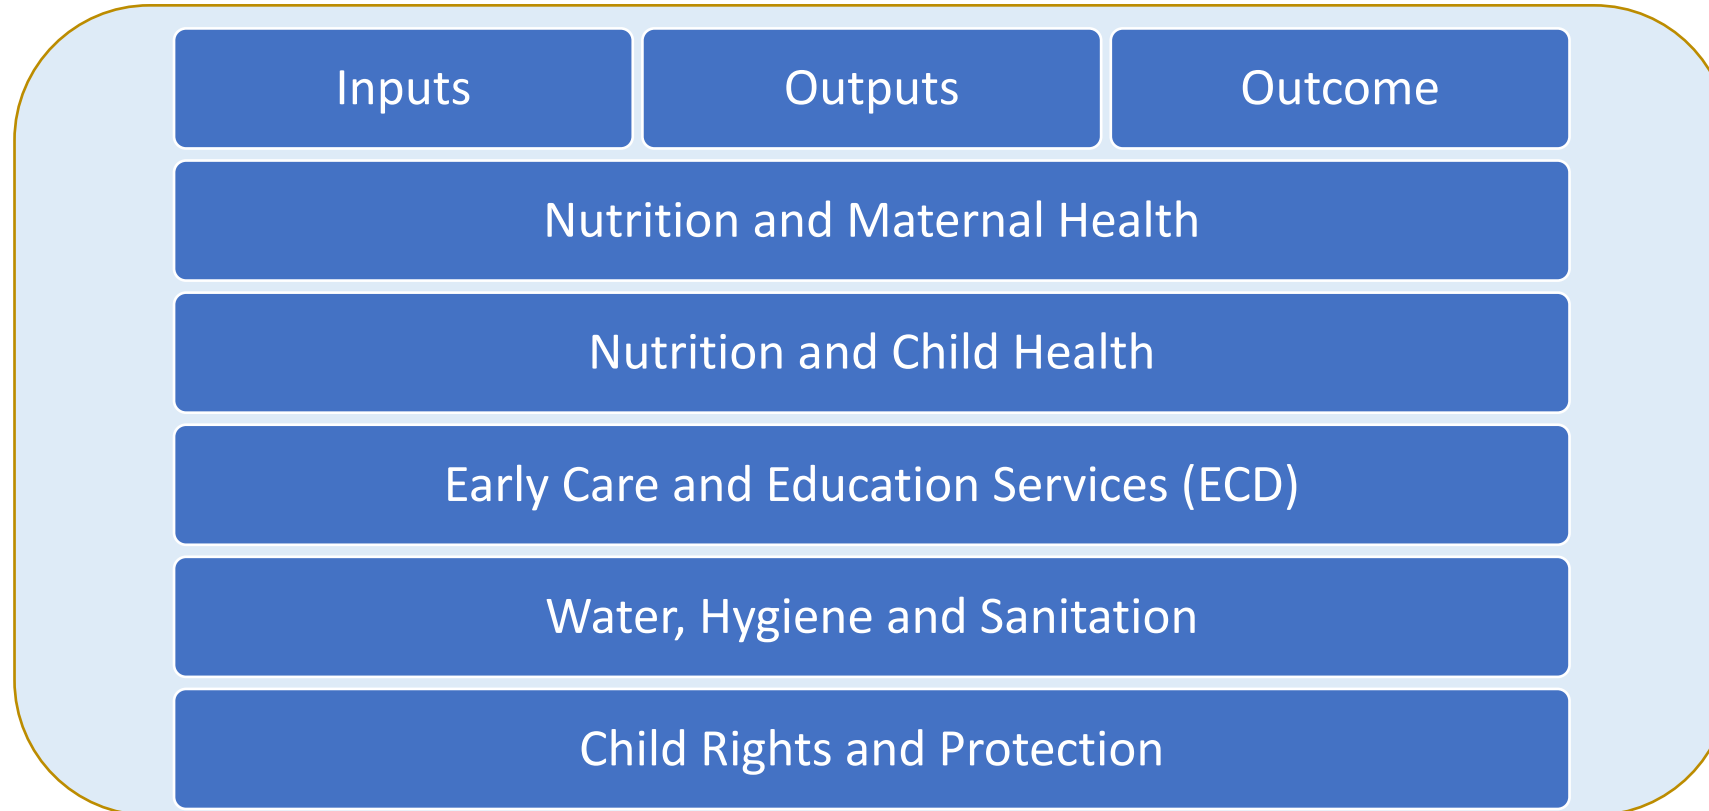 Inputs
Outputs
Outcome
Nutrition and Maternal Health
Nutrition and Child Health
Early Care and Education Services (ECD)
Water, Hygiene and Sanitation
Child Rights and Protection